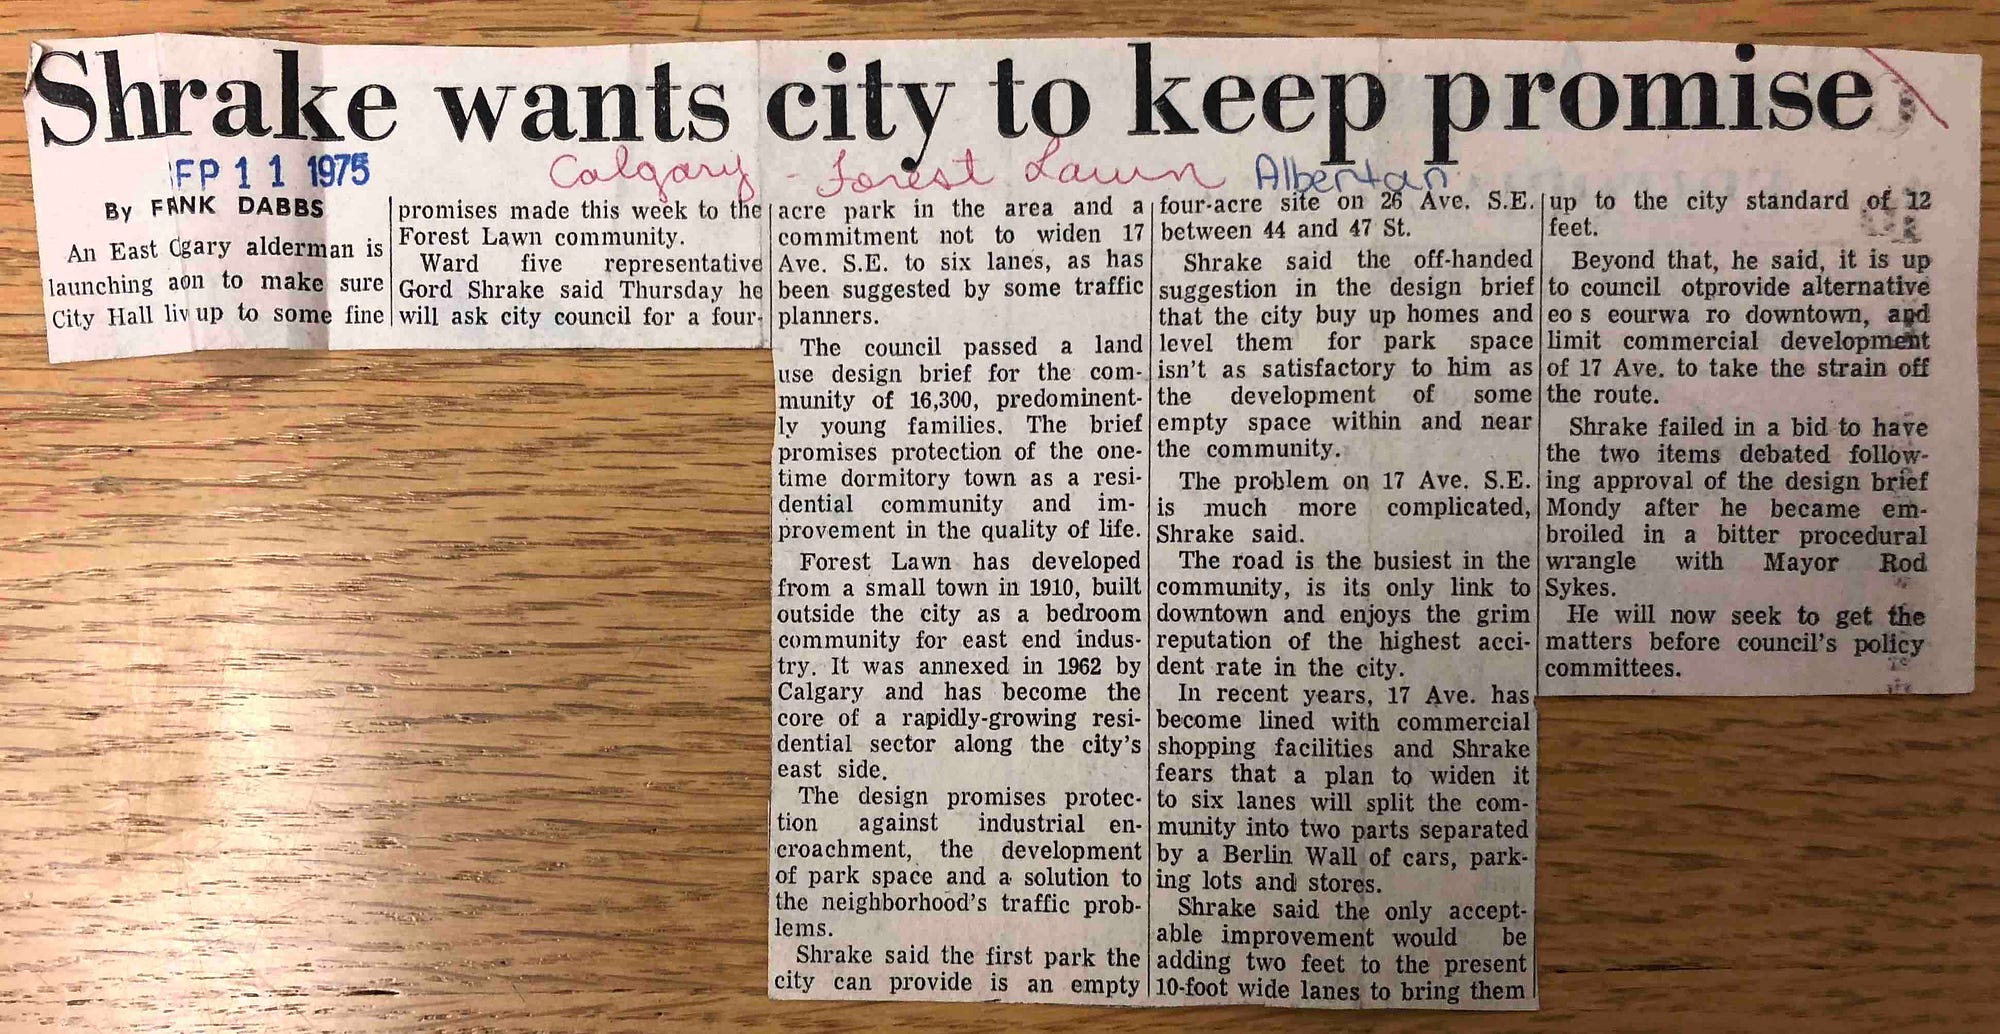 Shrake wants city to keep promise
FP 1 1 1975
Calgary - Forest Lawn Albertan
By FANK DABBS
An East Cgary alderman is
launching aon to make sure
City Hall liv up to some fine
promises made this week to the
Forest Lawn community.
Ward five representative
Gord Shrake said Thursday he
will ask city council for a four-
acre park in the area and a
commitment not to widen 17
Ave. S.E. to six lanes, as has
been suggested by some traffic
planners.
The council passed a land
use design brief for the com-
munity of 16,300, predominent-
ly young families. The brief
promises protection of the one-
time dormitory town as a resi-
dential community and im-
provement in the quality of life.
Forest Lawn has developed
from a small town in 1910, built
outside the city as a bedroom
community for east end indus-
try. It was annexed in 1962 by
Calgary and has become the
core of a rapidly-growing resi-
dential sector along the city's
east side.
The design promises protec-
tion against industrial en-
croachment, the development
of park space and a solution to
the neighborhood's traffic prob-
lems.
Shrake said the first park the
city can provide is an empty
four-acre site on 26 Ave. S.E.
between 44 and 47 St.
Shrake said the off-handed
suggestion in the design brief
that the city buy up homes and
level them for park space
isn't as satisfactory to him as
the development of some
empty space within and near
the community.
The problem on 17 Ave. S.E.
is much more complicated,
Shrake said.
The road is the busiest in the
community, is its only link to
downtown and enjoys the grim
reputation of the highest acci-
dent rate in the city.
In recent years, 17 Ave. has
become lined with commercial
shopping facilities and Shrake
fears that a plan to widen it
to six lanes will split the com-
munity into two parts separated
by a Berlin Wall of cars, park-
ing lots and stores.
Shrake said the only accept-
able improvement would be
adding two feet to the present
10-foot wide lanes to bring them
up to the city standard of 12
feet.
Beyond that, he said, it is up
to council otprovide alternative
eo s eourwa ro downtown, and
limit commercial development
of 17 Ave. to take the strain off
the route.
Shrake failed in a bid to have
the two items debated follow-
ing approval of the design brief
Mondy after he became em-
broiled in a bitter procedural
wrangle with Mayor Rod
Sykes.
He will now seek to get the
matters before council's policy
committees.